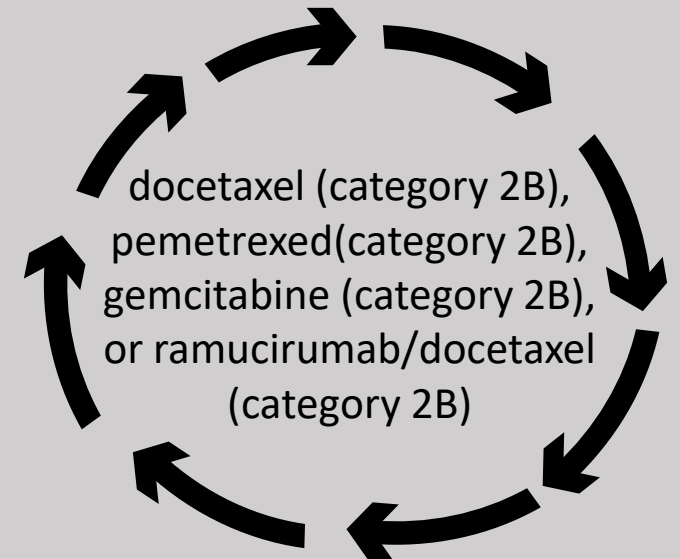 docetaxel (category 2B),
pemetrexed(category 2B),
gemcitabine (category 2B),
or ramucirumab/docetaxel
(category 2B)